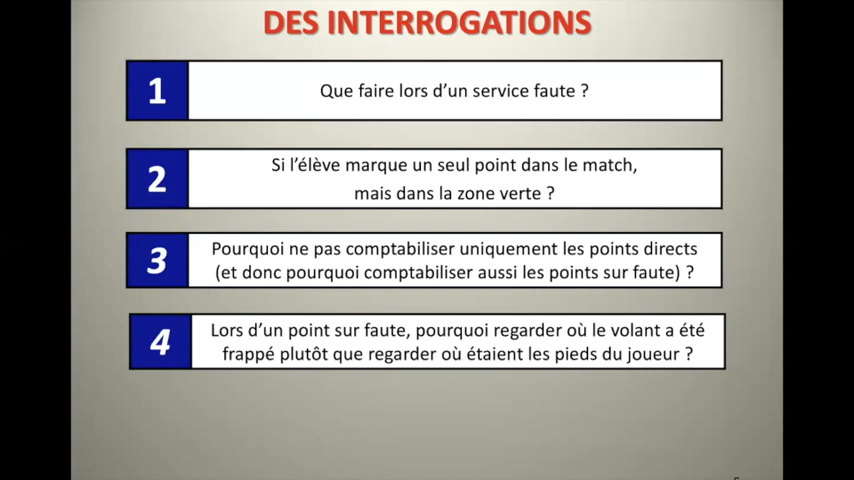 DES INTERROGATIONS
1
Que faire lors d’un service faute ?
2
Si l’élève marque un seul point dans le match,
mais dans la zone verte ?
3
Pourquoi ne pas comptabiliser uniquement les points directs
(et donc pourquoi comptabiliser aussi les points sur faute) ?
4
Lors d’un point sur faute, pourquoi regarder où le volant a été
frappé plutôt que regarder où étaient les pieds du joueur ?